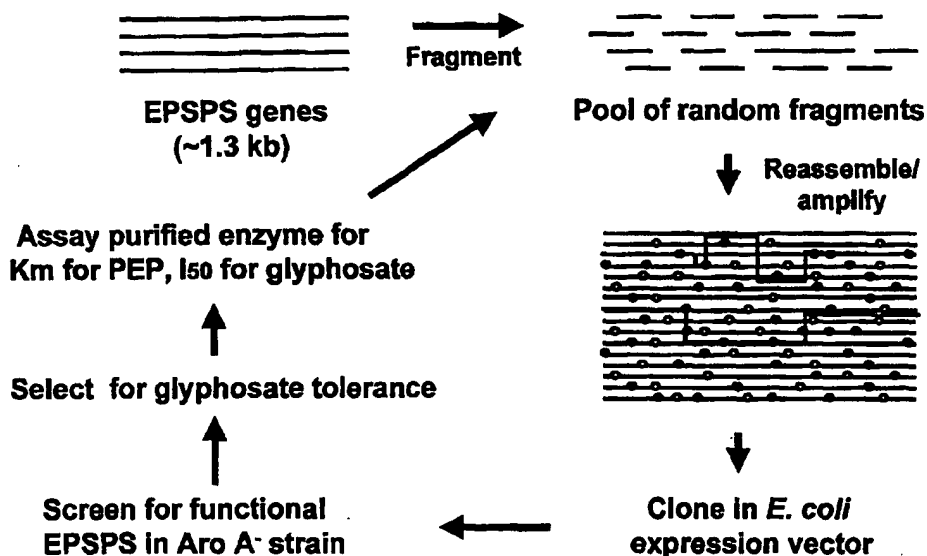 EPSPS genes
(~1.3 kb)
Fragment
Pool of random fragments
Reassemble/
amplify
Clone in E. coli
expression vector
Screen for functional
EPSPS in Aro A- strain
Select for glyphosate tolerance
Assay purified enzyme for
Km for PEP, I50 for glyphosate